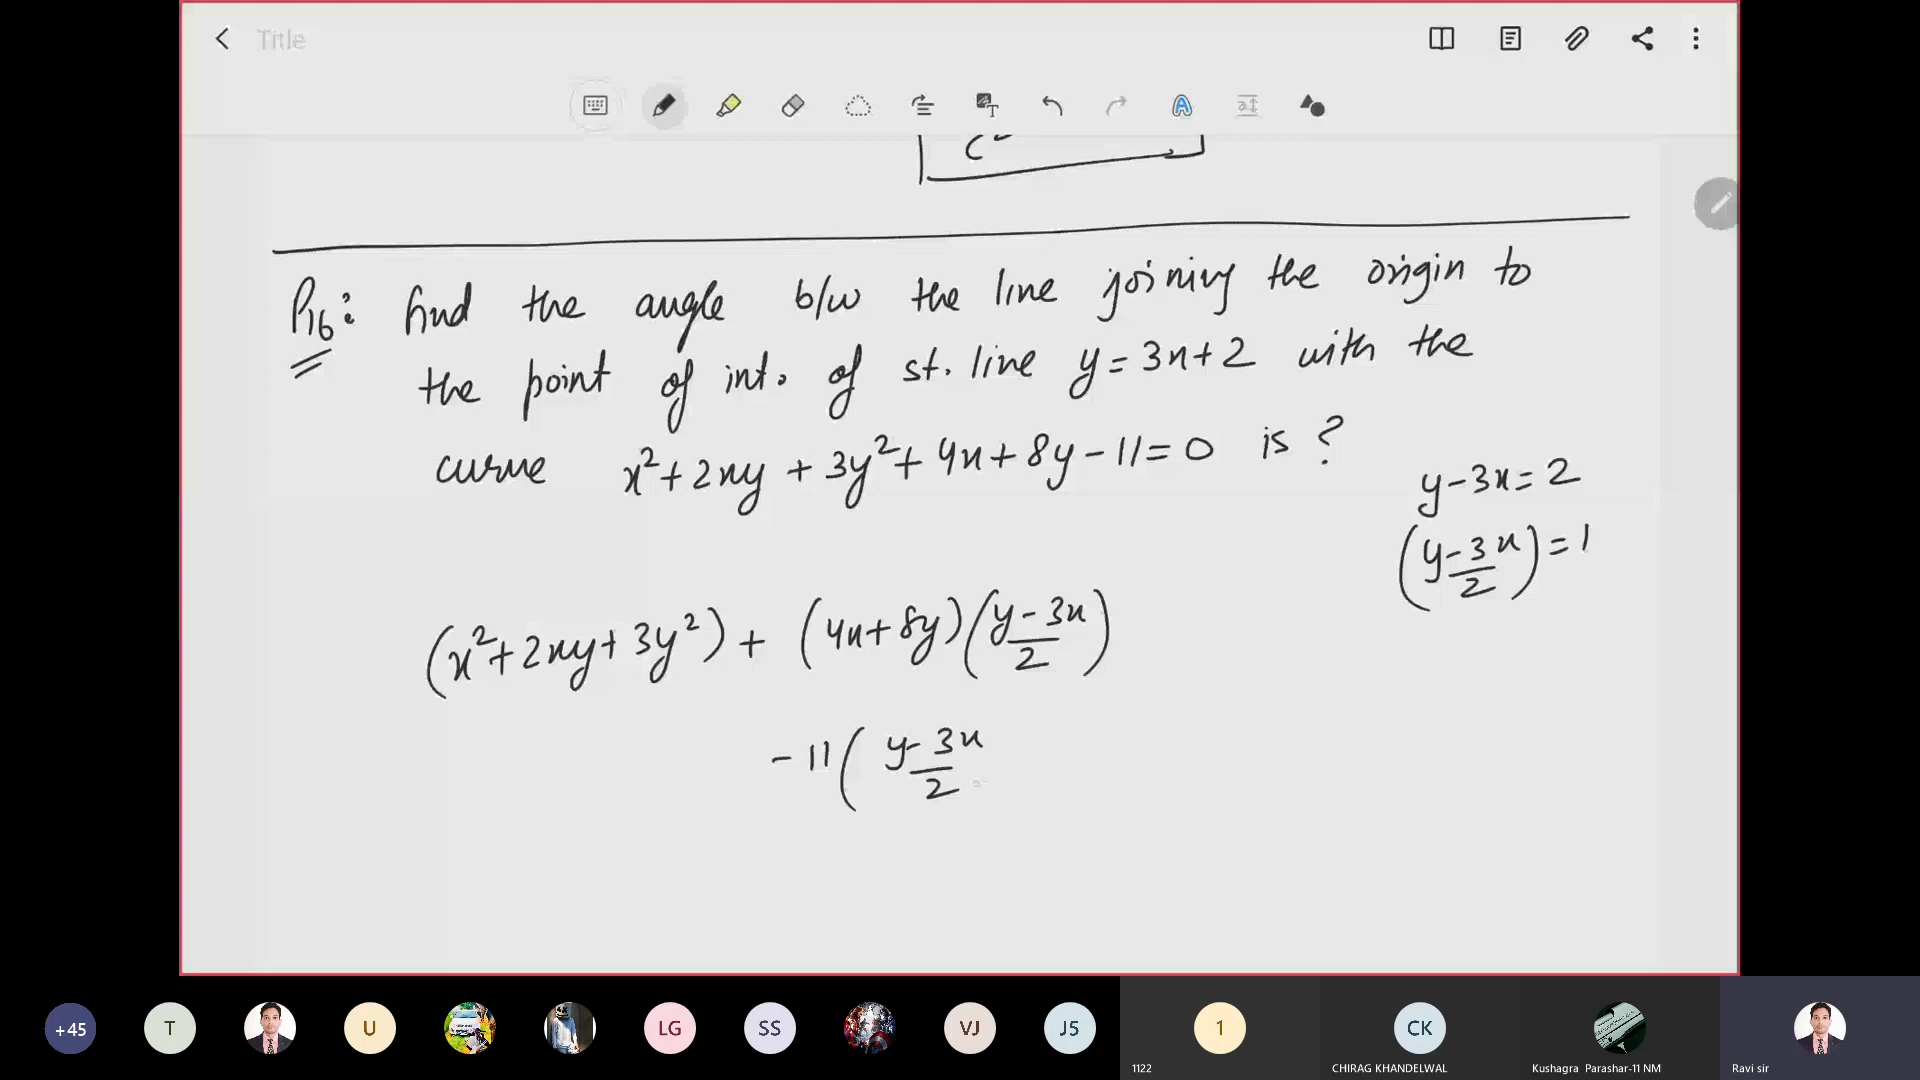 Title
c²
P16: find the angle b/w the line joining the origin to
the point of int. of st. line y=3x+2 with the
curve x²+2xy+3y²+4x+8y-11=0 is ?
y-3x=2
(y-3x/2)=1
(x²+2xy+3y²)+(4x+8y)(y-3x/2)
-11(y-3x/2
+45 T U LG SS VJ J5 1 CK
1122 CHIRAG KHANDELWAL Kushagra Parashar-11 NM Ravi sir